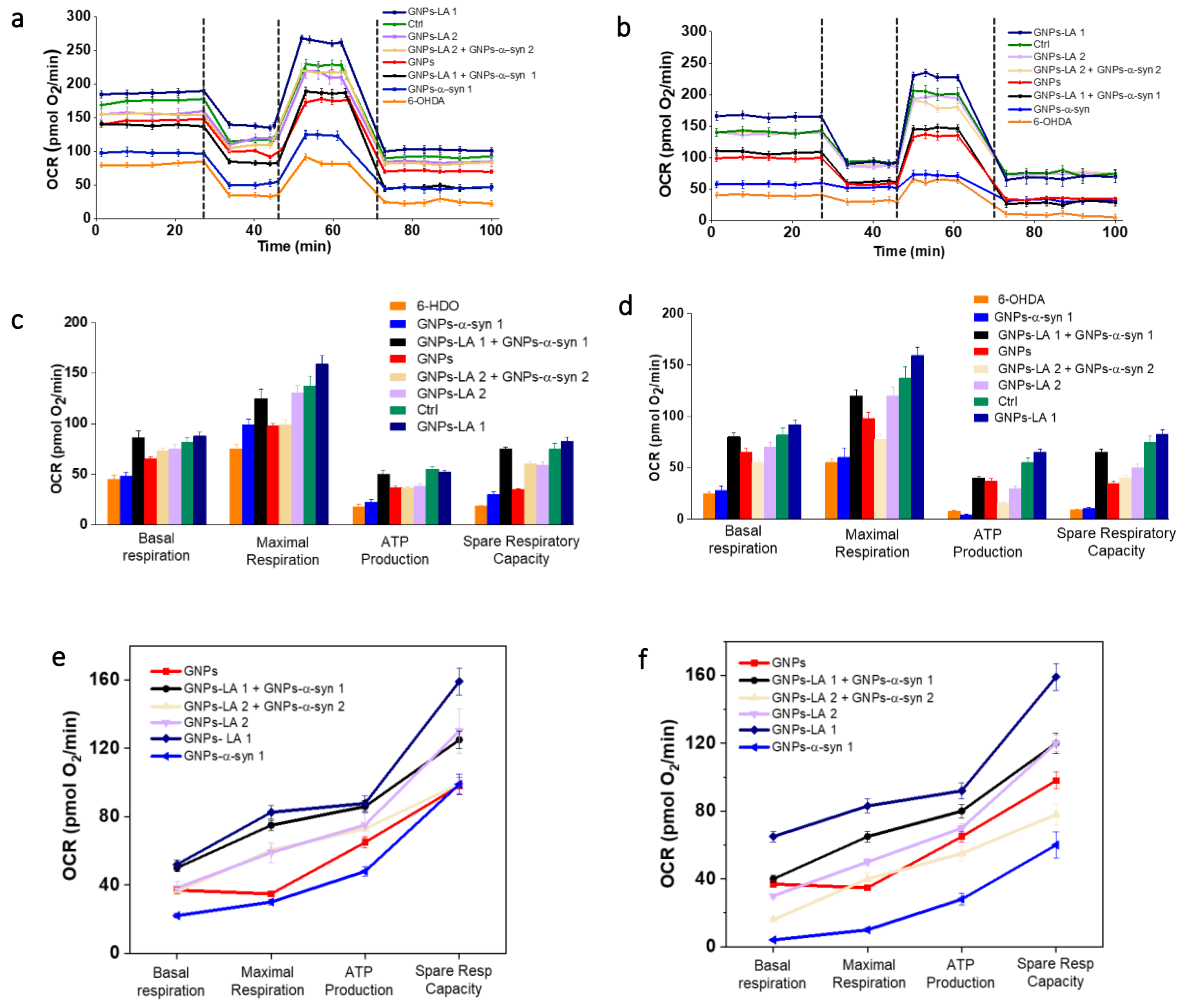 a
OCR (pmol O2/min)
300
250
200
150
100
50
0
0
20
40
60
80
100
Time (min)
GNPs-LA 1
Ctrl
GNPs-LA 2
GNPs-LA 2 + GNPs-α-syn 2
GNPs
GNPs-LA 1 + GNPs-α-syn 1
GNPs-α-syn 1
6-OHDA
b
OCR (pmol O2/min)
300
250
200
150
100
50
0
0
20
40
60
80
100
Time (min)
GNPs-LA 1
Ctrl
GNPs-LA 2
GNPs-LA 2 + GNPs-α-syn 2
GNPs
GNPs-LA 1 + GNPs-α-syn 1
GNPs-α-syn
6-OHDA
c
OCR (pmol O2/min)
200
150
100
50
0
6-HDO
GNPs-α-syn 1
GNPs-LA 1 + GNPs-α-syn 1
GNPs
GNPs-LA 2 + GNPs-α-syn 2
GNPs-LA 2
Ctrl
GNPs-LA 1
Basal
respiration
Maximal
Respiration
ATP
Production
Spare Respiratory
Capacity
d
OCR (pmol O2/min)
200
150
100
50
0
6-OHDA
GNPs-α-syn 1
GNPs-LA 1 + GNPs-α-syn 1
GNPs
GNPs-LA 2 + GNPs-α-syn 2
GNPs-LA 2
Ctrl
GNPs-LA 1
Basal
respiration
Maximal
Respiration
ATP
Production
Spare Respiratory
Capacity
e
OCR (pmol O2/min)
160
120
80
40
0
GNPs
GNPs-LA 1 + GNPs-α-syn 1
GNPs-LA 2 + GNPs-α-syn 2
GNPs-LA 2
GNPs- LA 1
GNPs-α-syn 1
Basal
respiration
Maximal
Respiration
ATP
Production
Spare Resp
Capacity
f
OCR (pmol O2/min)
160
120
80
40
0
GNPs
GNPs-LA 1 + GNPs-α-syn 1
GNPs-LA 2 + GNPs-α-syn 2
GNPs-LA 2
GNPs-LA 1
GNPs-α-syn 1
Basal
respiration
Maximal
Respiration
ATP
Production
Spare Resp
Capacity